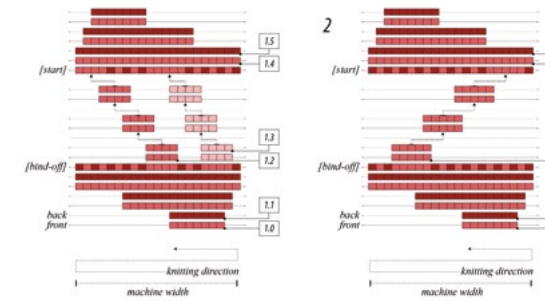 2
1.5
1.4
[start]
[start]
1.3
1.2
[bind-off]
[bind-off]
1.1
back
front
1.0
back
front
knitting direction
knitting direction
machine width
machine width